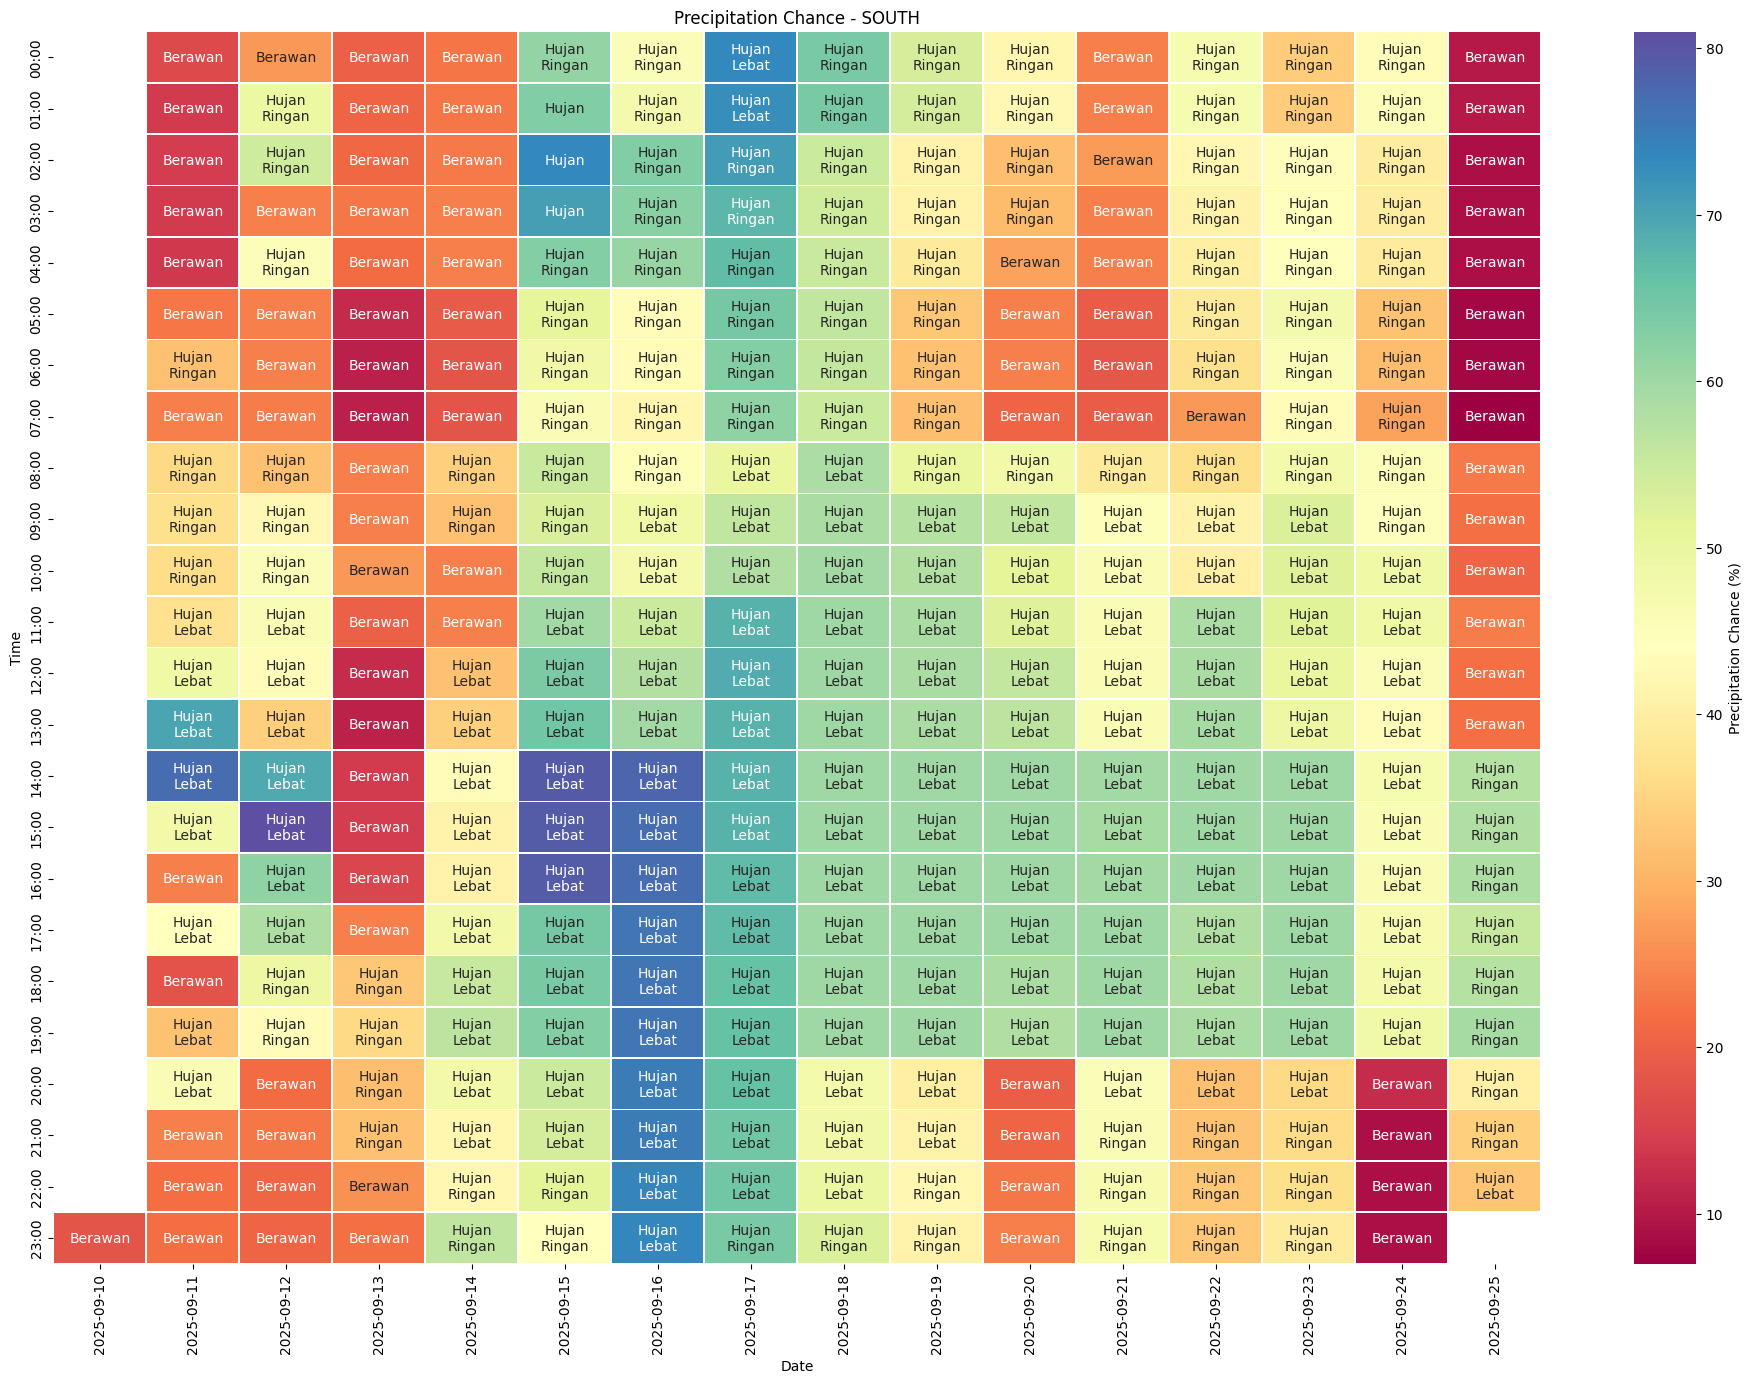 Precipitation Chance - SOUTH
00:00 Berawan Berawan Berawan Berawan Hujan Ringan Hujan Ringan Hujan Lebat Hujan Ringan Hujan Ringan Hujan Ringan Berawan Hujan Ringan Hujan Ringan Hujan Ringan Berawan
01:00 Berawan Hujan Ringan Berawan Berawan Hujan Hujan Ringan Hujan Lebat Hujan Ringan Hujan Ringan Hujan Ringan Berawan Hujan Ringan Hujan Ringan Hujan Ringan Berawan
02:00 Berawan Hujan Ringan Berawan Berawan Hujan Hujan Ringan Hujan Ringan Hujan Ringan Hujan Ringan Hujan Ringan Berawan Hujan Ringan Hujan Ringan Hujan Ringan Berawan
03:00 Berawan Berawan Berawan Berawan Hujan Hujan Ringan Hujan Ringan Hujan Ringan Hujan Ringan Hujan Ringan Berawan Hujan Ringan Hujan Ringan Hujan Ringan Berawan
04:00 Berawan Hujan Ringan Berawan Berawan Hujan Ringan Hujan Ringan Hujan Ringan Hujan Ringan Hujan Ringan Berawan Berawan Hujan Ringan Hujan Ringan Hujan Ringan Berawan
05:00 Berawan Berawan Berawan Berawan Hujan Ringan Hujan Ringan Hujan Ringan Hujan Ringan Hujan Ringan Berawan Berawan Hujan Ringan Hujan Ringan Hujan Ringan Berawan
06:00 Hujan Ringan Berawan Berawan Berawan Hujan Ringan Hujan Ringan Hujan Ringan Hujan Ringan Hujan Ringan Berawan Berawan Hujan Ringan Hujan Ringan Hujan Ringan Berawan
07:00 Berawan Berawan Berawan Berawan Hujan Ringan Hujan Ringan Hujan Ringan Hujan Ringan Hujan Ringan Berawan Berawan Berawan Hujan Ringan Hujan Ringan Berawan
08:00 Hujan Ringan Hujan Ringan Berawan Hujan Ringan Hujan Ringan Hujan Ringan Hujan Lebat Hujan Lebat Hujan Ringan Hujan Ringan Hujan Ringan Hujan Ringan Hujan Ringan Hujan Ringan Berawan
09:00 Hujan Ringan Hujan Ringan Berawan Hujan Ringan Hujan Ringan Hujan Lebat Hujan Lebat Hujan Lebat Hujan Lebat Hujan Lebat Hujan Lebat Hujan Lebat Hujan Lebat Hujan Ringan Berawan
10:00 Hujan Ringan Hujan Ringan Berawan Berawan Hujan Ringan Hujan Lebat Hujan Lebat Hujan Lebat Hujan Lebat Hujan Lebat Hujan Lebat Hujan Lebat Hujan Lebat Hujan Lebat Berawan
11:00 Hujan Lebat Hujan Lebat Berawan Berawan Hujan Lebat Hujan Lebat Hujan Lebat Hujan Lebat Hujan Lebat Hujan Lebat Hujan Lebat Hujan Lebat Hujan Lebat Hujan Lebat Berawan
12:00 Hujan Lebat Hujan Lebat Berawan Hujan Lebat Hujan Lebat Hujan Lebat Hujan Lebat Hujan Lebat Hujan Lebat Hujan Lebat Hujan Lebat Hujan Lebat Hujan Lebat Hujan Lebat Berawan
13:00 Hujan Lebat Hujan Lebat Berawan Hujan Lebat Hujan Lebat Hujan Lebat Hujan Lebat Hujan Lebat Hujan Lebat Hujan Lebat Hujan Lebat Hujan Lebat Hujan Lebat Hujan Lebat Berawan
14:00 Hujan Lebat Hujan Lebat Berawan Hujan Lebat Hujan Lebat Hujan Lebat Hujan Lebat Hujan Lebat Hujan Lebat Hujan Lebat Hujan Lebat Hujan Lebat Hujan Lebat Hujan Lebat Hujan Ringan
15:00 Hujan Lebat Hujan Lebat Berawan Hujan Lebat Hujan Lebat Hujan Lebat Hujan Lebat Hujan Lebat Hujan Lebat Hujan Lebat Hujan Lebat Hujan Lebat Hujan Lebat Hujan Lebat Hujan Ringan
16:00 Berawan Hujan Lebat Berawan Hujan Lebat Hujan Lebat Hujan Lebat Hujan Lebat Hujan Lebat Hujan Lebat Hujan Lebat Hujan Lebat Hujan Lebat Hujan Lebat Hujan Lebat Hujan Ringan
17:00 Hujan Lebat Hujan Lebat Berawan Hujan Lebat Hujan Lebat Hujan Lebat Hujan Lebat Hujan Lebat Hujan Lebat Hujan Lebat Hujan Lebat Hujan Lebat Hujan Lebat Hujan Lebat Hujan Ringan
18:00 Berawan Hujan Ringan Hujan Ringan Hujan Lebat Hujan Lebat Hujan Lebat Hujan Lebat Hujan Lebat Hujan Lebat Hujan Lebat Hujan Lebat Hujan Lebat Hujan Lebat Hujan Lebat Hujan Ringan
19:00 Hujan Lebat Hujan Ringan Hujan Ringan Hujan Lebat Hujan Lebat Hujan Lebat Hujan Lebat Hujan Lebat Hujan Lebat Hujan Lebat Hujan Lebat Hujan Lebat Hujan Lebat Hujan Lebat Hujan Ringan
20:00 Hujan Lebat Berawan Hujan Ringan Hujan Lebat Hujan Lebat Hujan Lebat Hujan Lebat Hujan Lebat Hujan Lebat Berawan Hujan Lebat Hujan Lebat Hujan Lebat Berawan Hujan Ringan
21:00 Berawan Berawan Hujan Ringan Hujan Lebat Hujan Lebat Hujan Lebat Hujan Lebat Hujan Lebat Hujan Lebat Berawan Hujan Ringan Hujan Ringan Hujan Ringan Berawan Hujan Ringan
22:00 Berawan Berawan Berawan Hujan Ringan Hujan Ringan Hujan Lebat Hujan Lebat Hujan Lebat Hujan Ringan Berawan Hujan Ringan Hujan Ringan Hujan Ringan Berawan Hujan Lebat
23:00 Berawan Berawan Berawan Berawan Hujan Ringan Hujan Ringan Hujan Lebat Hujan Ringan Hujan Ringan Hujan Ringan Berawan Hujan Ringan Hujan Ringan Hujan Ringan Berawan
Time
2025-09-10 2025-09-11 2025-09-12 2025-09-13 2025-09-14 2025-09-15 2025-09-16 2025-09-17 2025-09-18 2025-09-19 2025-09-20 2025-09-21 2025-09-22 2025-09-23 2025-09-24 2025-09-25
Date
80
70
60
50
40
30
20
10
Precipitation Chance (%)